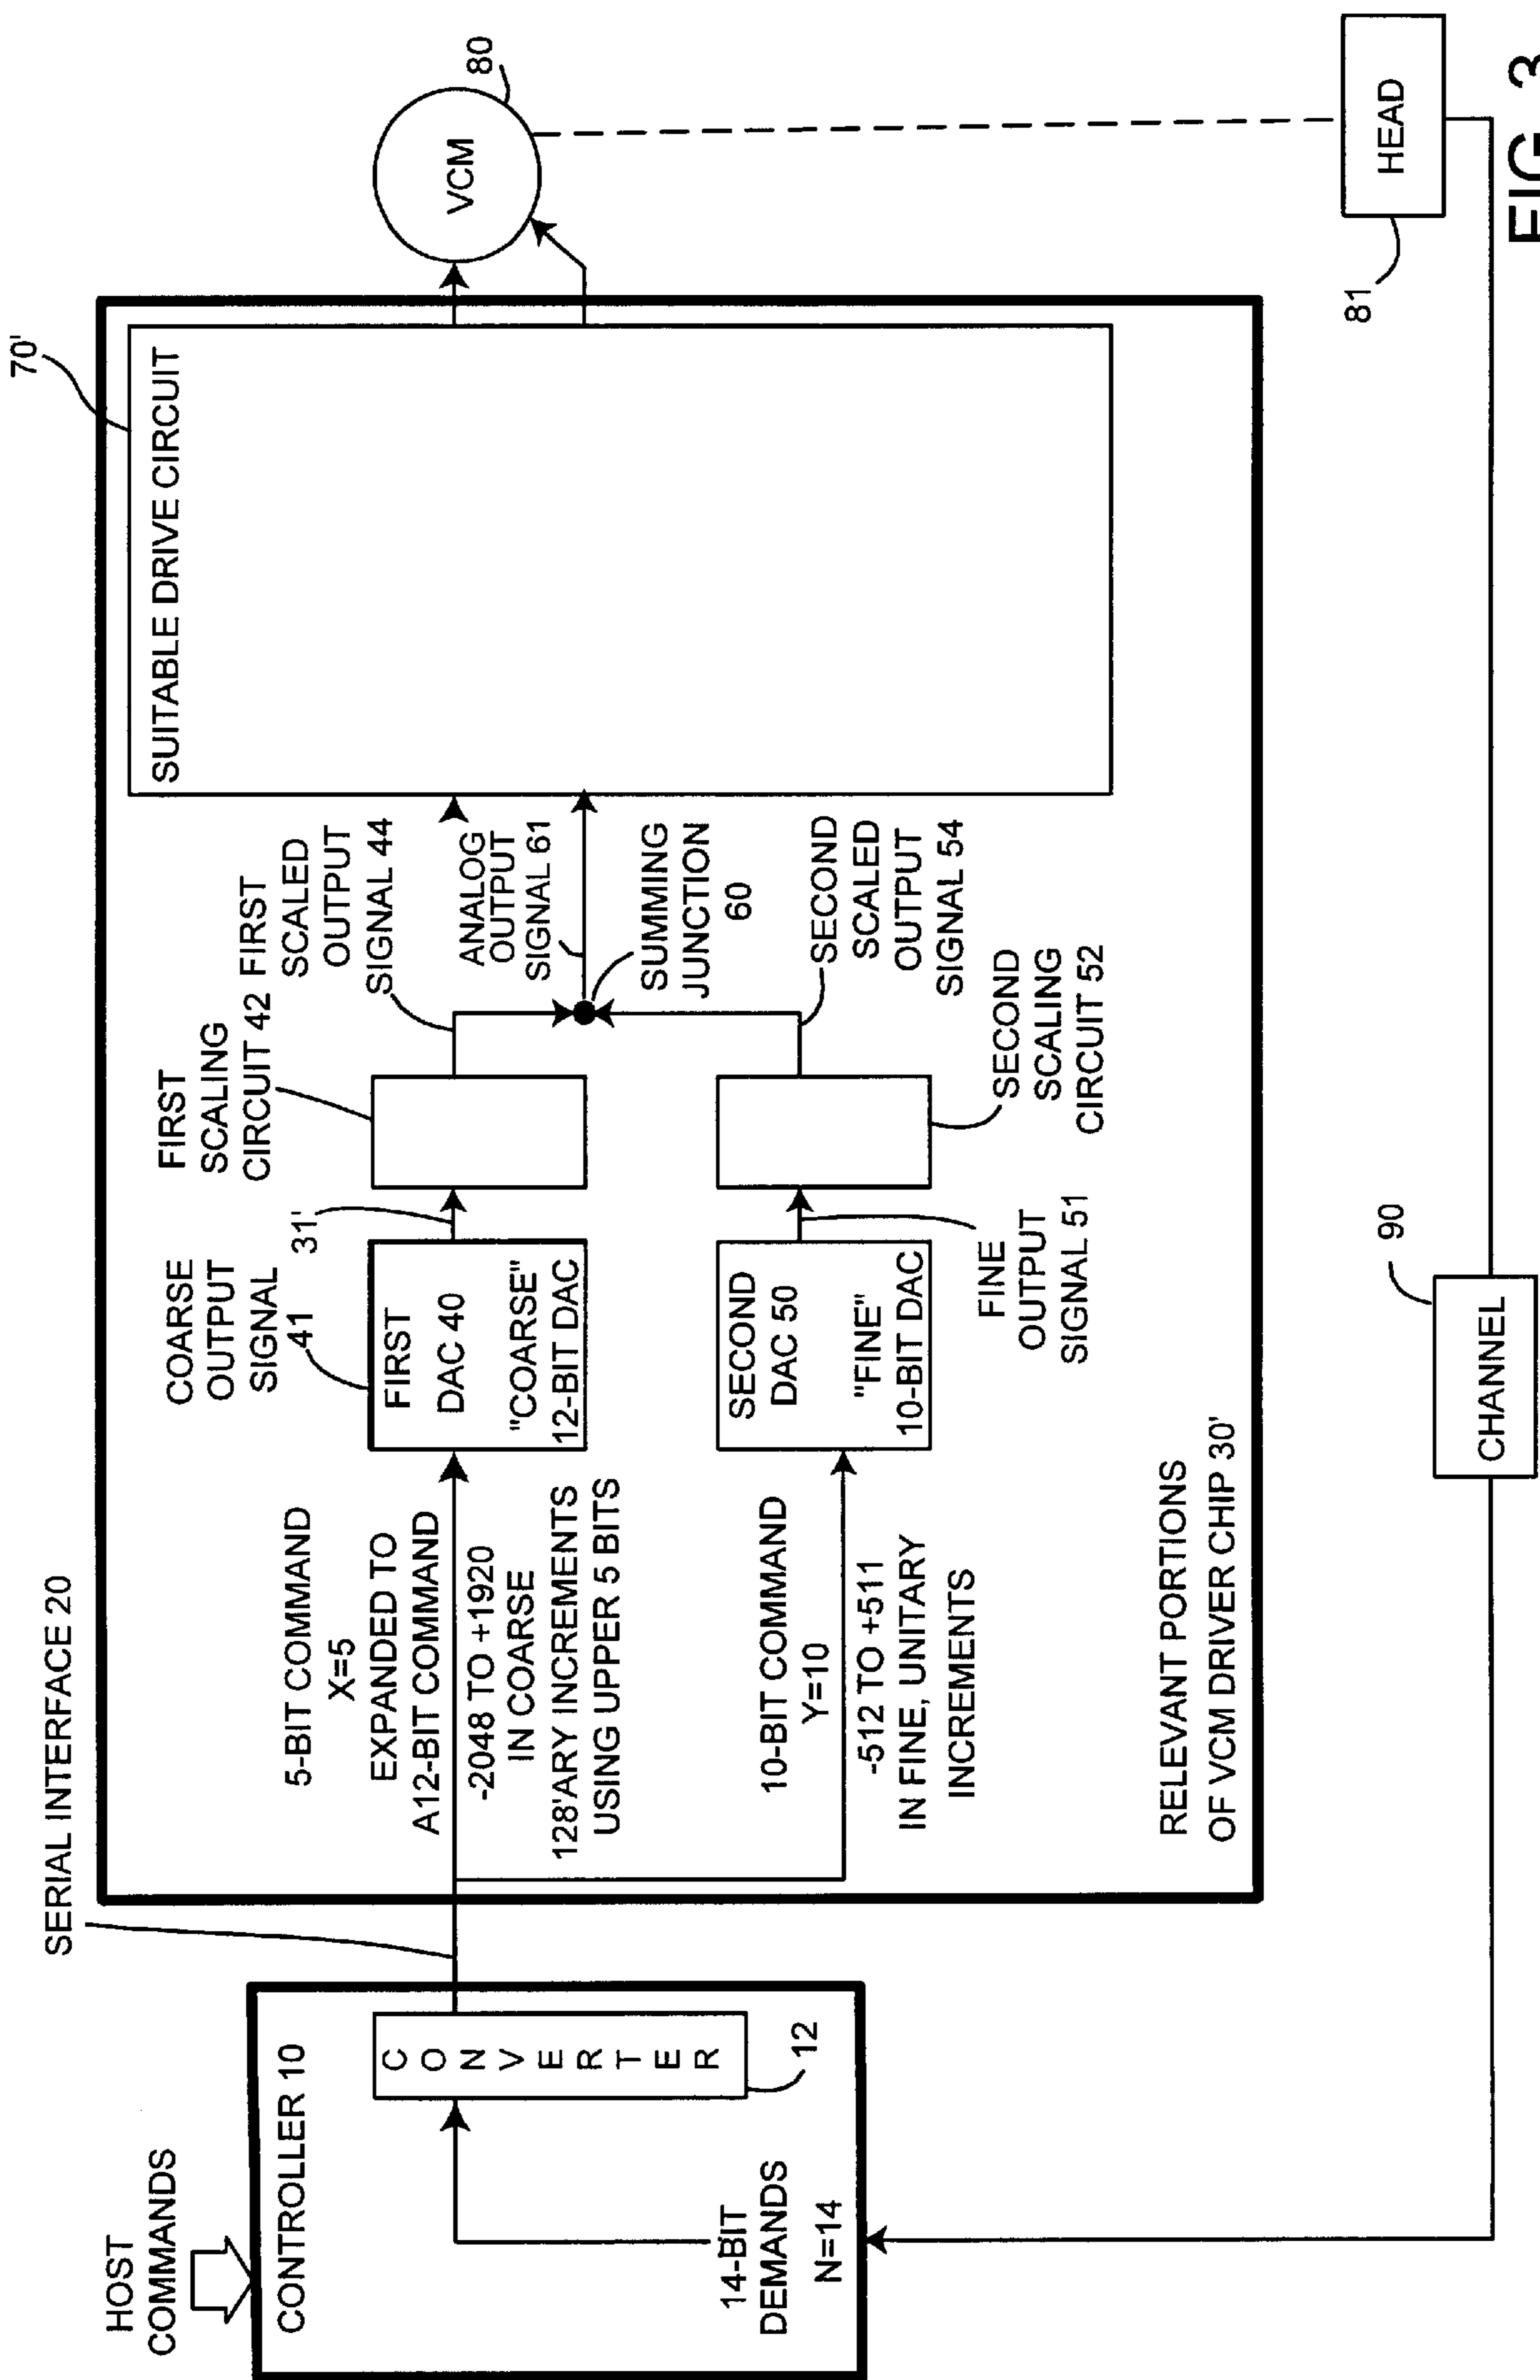 HOST
COMMANDS
CONTROLLER 10
14-BIT
DEMANDS
N=14
CONVERTER
12
SERIAL INTERFACE 20
5-BIT COMMAND
X=5
EXPANDED TO
A12-BIT COMMAND
-2048 TO +1920
IN COARSE
128'ARY INCREMENTS
USING UPPER 5 BITS
10-BIT COMMAND
Y=10
-512 TO +511
IN FINE, UNITARY
INCREMENTS
RELEVANT PORTIONS
OF VCM DRIVER CHIP 30'
COARSE
OUTPUT
SIGNAL
41
31'
FIRST
DAC 40
"COARSE"
12-BIT DAC
SECOND
DAC 50
"FINE"
10-BIT DAC
FINE
OUTPUT
SIGNAL 51
FIRST
SCALING
CIRCUIT 42
FIRST
SCALED
OUTPUT
SIGNAL 44
ANALOG
OUTPUT
SIGNAL 61
SUMMING
JUNCTION
60
SECOND
SCALED
OUTPUT
SIGNAL 54
SECOND
SCALING
CIRCUIT 52
SUITABLE DRIVE CIRCUIT
70'
VCM
80
HEAD
81
CHANNEL
90
FIG. 3